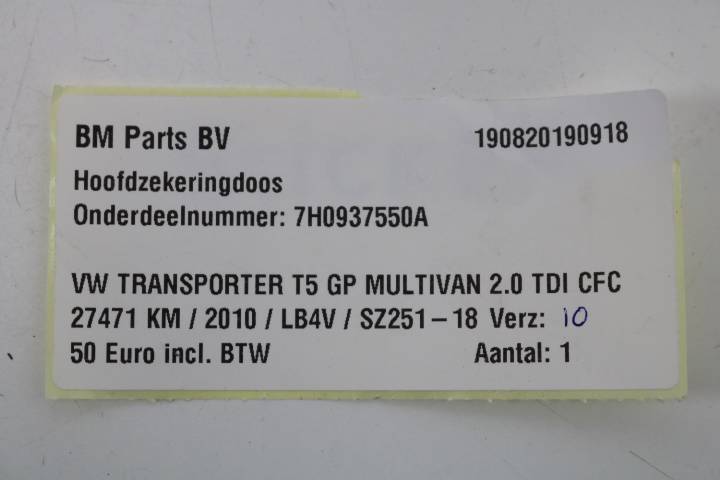 BM Parts BV 190820190918
Hoofdzekeringdoos
Onderdeelnummer: 7H0937550A
VW TRANSPORTER T5 GP MULTIVAN 2.0 TDI CFC
27471 KM / 2010 / LB4V / SZ251-18 Verz: 10
50 Euro incl. BTW Aantal: 1